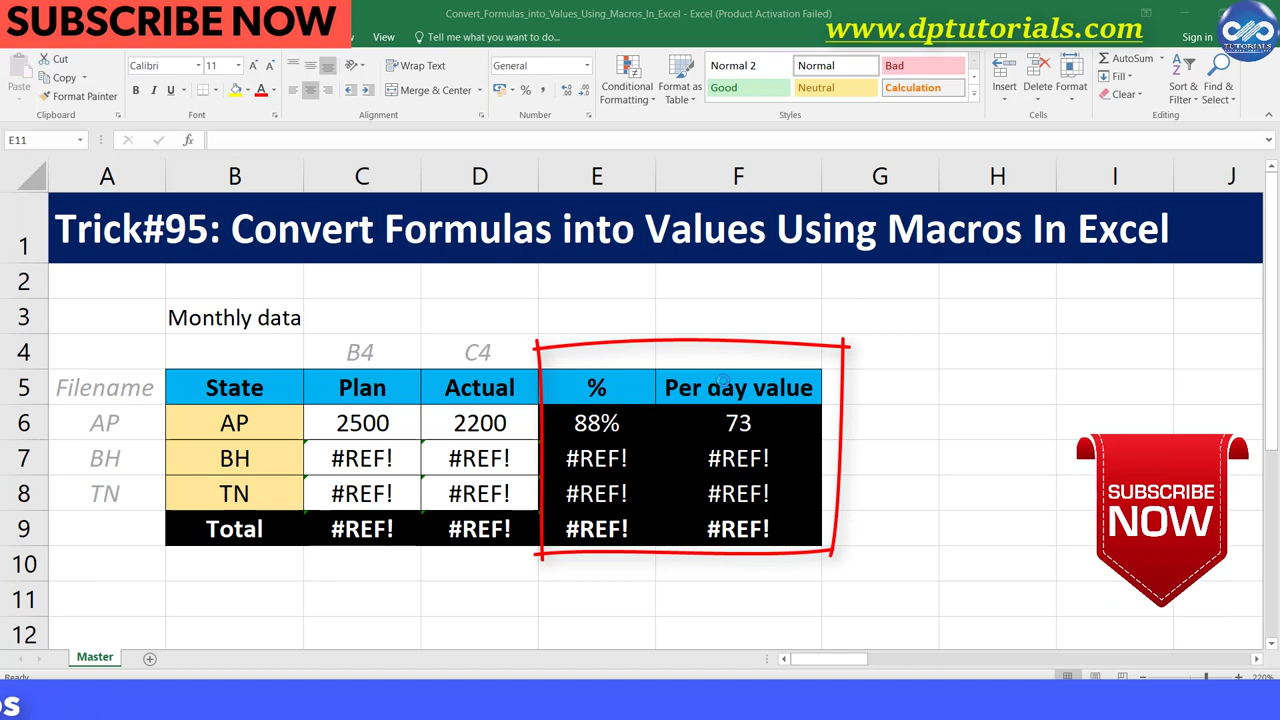 SUBSCRIBE NOW
Convert_Formulas_into_Values_Using_Macros_In_Excel - Excel (Product Activation Failed)
www.dptutorials.com
View
Tell me what you want to do...
Sign in
TUTORIALS
Paste
Cut
Copy
Format Painter
Clipboard
Calibri
11
B I U
Font
Wrap Text
Merge & Center
Alignment
General
%
Number
Conditional Formatting
Format as Table
Normal 2
Normal
Bad
Good
Neutral
Calculation
Styles
Insert
Delete
Format
Cells
AutoSum
Fill
Clear
Sort & Filter
Find & Select
Editing
E11
fx
A B C D E F G H I J
1 Trick#95: Convert Formulas into Values Using Macros In Excel
2
3 Monthly data
4 B4 C4
5 Filename State Plan Actual % Per day value
6 AP AP 2500 2200 88% 73
7 BH BH #REF! #REF! #REF! #REF!
8 TN TN #REF! #REF! #REF! #REF!
9 Total #REF! #REF! #REF! #REF!
10
11
12
SUBSCRIBE
NOW
Master
Ready
220%
os